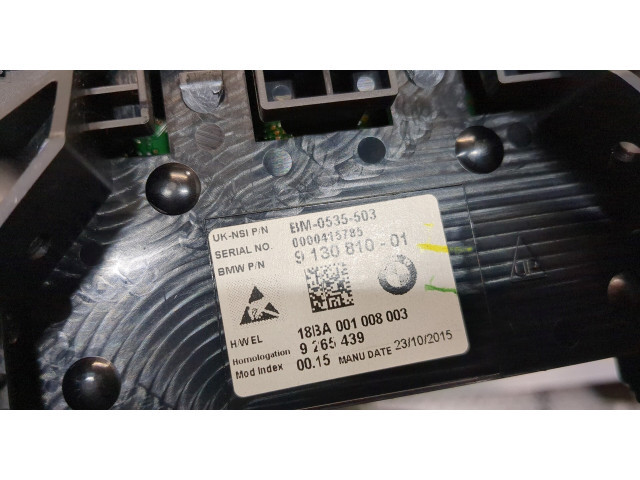 UK-NSI P/N BM-0535-503
SERIAL NO. 0000415785
BMW P/N 9 130 810 - 01
H/WEL 18BA 001 008 003
Homologation 9 265 439
Mod Index 00.15 MANU DATE 23/10/2015